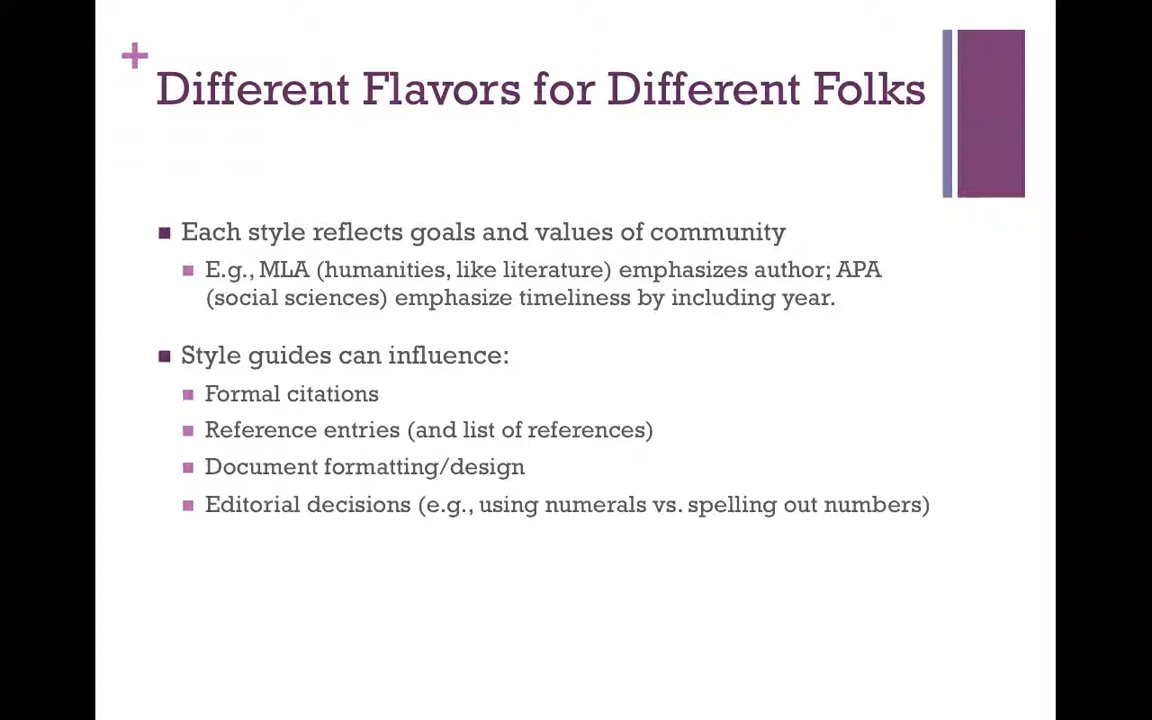 +
Different Flavors for Different Folks
Each style reflects goals and values of community
E.g., MLA (humanities, like literature) emphasizes author; APA
(social sciences) emphasize timeliness by including year.
Style guides can influence:
Formal citations
Reference entries (and list of references)
Document formatting/design
Editorial decisions (e.g., using numerals vs. spelling out numbers)